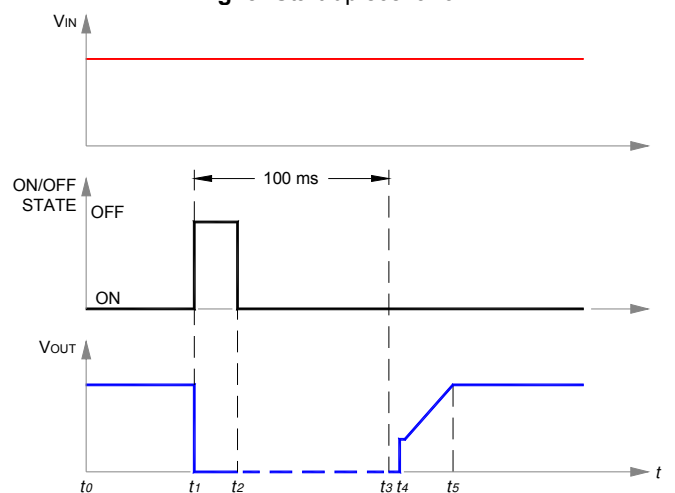 VIN
100 ms
ON/OFF
STATE
OFF
ON
VOUT
t0 t1 t2 t3 t4 t5 t